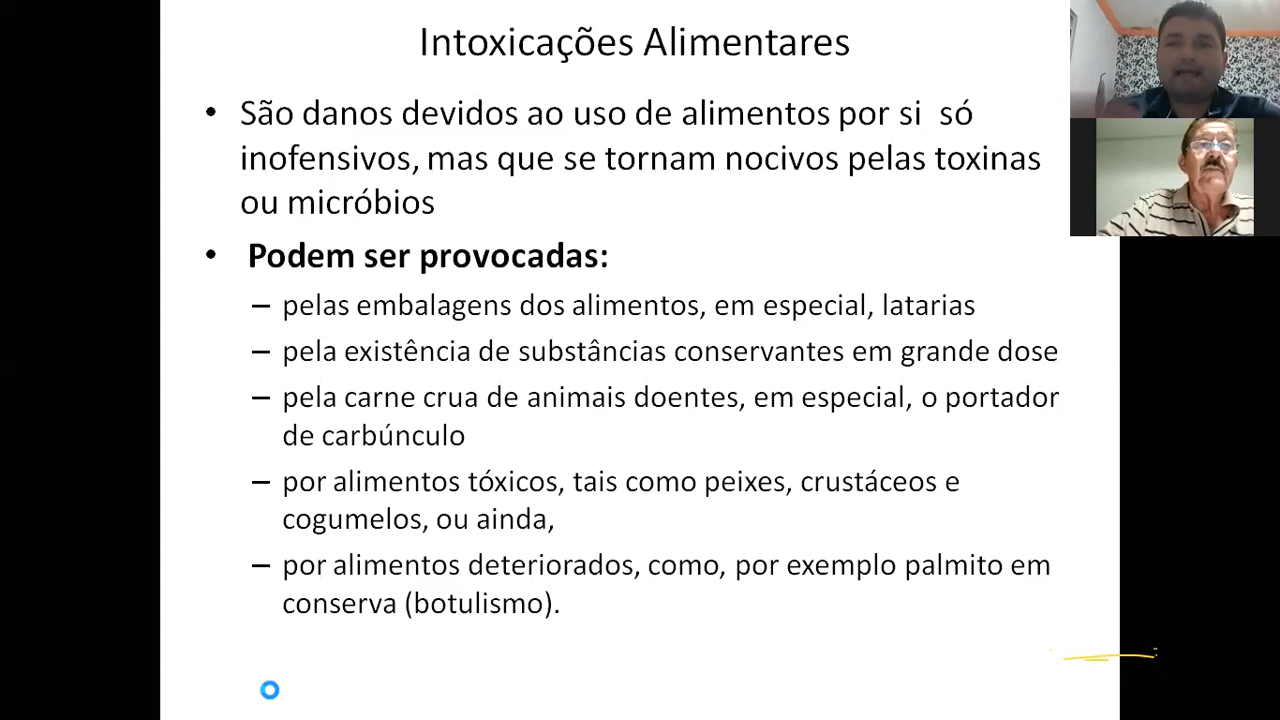 Intoxicações Alimentares
• São danos devidos ao uso de alimentos por si só
inofensivos, mas que se tornam nocivos pelas toxinas
ou micróbios
• Podem ser provocadas:
– pelas embalagens dos alimentos, em especial, latarias
– pela existência de substâncias conservantes em grande dose
– pela carne crua de animais doentes, em especial, o portador
de carbúnculo
– por alimentos tóxicos, tais como peixes, crustáceos e
cogumelos, ou ainda,
– por alimentos deteriorados, como, por exemplo palmito em
conserva (botulismo).